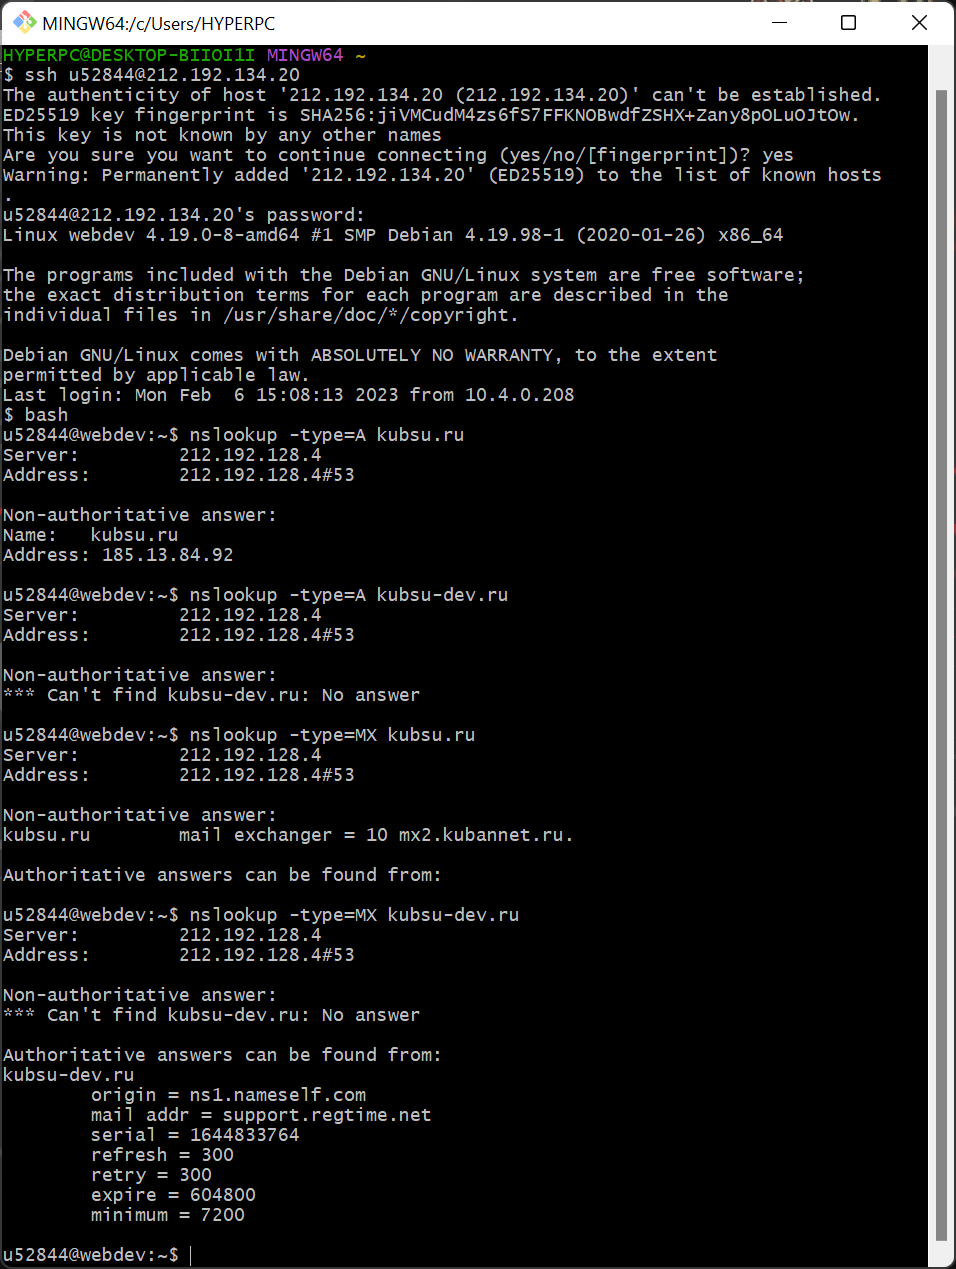 MINGW64:/c/Users/HYPERPC
HYPERPC@DESKTOP-BIIOI1I MINGW64 ~
$ ssh u52844@212.192.134.20
The authenticity of host '212.192.134.20 (212.192.134.20)' can't be established.
ED25519 key fingerprint is SHA256:jiVMCudM4zs6fS7FFKNOBwdfZSHX+Zany8pOLuOJtOw.
This key is not known by any other names
Are you sure you want to continue connecting (yes/no/[fingerprint])? yes
Warning: Permanently added '212.192.134.20' (ED25519) to the list of known hosts
.
u52844@212.192.134.20's password:
Linux webdev 4.19.0-8-amd64 #1 SMP Debian 4.19.98-1 (2020-01-26) x86_64
The programs included with the Debian GNU/Linux system are free software;
the exact distribution terms for each program are described in the
individual files in /usr/share/doc/*/copyright.
Debian GNU/Linux comes with ABSOLUTELY NO WARRANTY, to the extent
permitted by applicable law.
Last login: Mon Feb  6 15:08:13 2023 from 10.4.0.208
$ bash
u52844@webdev:~$ nslookup -type=A kubsu.ru
Server:         212.192.128.4
Address:        212.192.128.4#53
Non-authoritative answer:
Name:   kubsu.ru
Address: 185.13.84.92
u52844@webdev:~$ nslookup -type=A kubsu-dev.ru
Server:         212.192.128.4
Address:        212.192.128.4#53
Non-authoritative answer:
*** Can't find kubsu-dev.ru: No answer
u52844@webdev:~$ nslookup -type=MX kubsu.ru
Server:         212.192.128.4
Address:        212.192.128.4#53
Non-authoritative answer:
kubsu.ru        mail exchanger = 10 mx2.kubannet.ru.
Authoritative answers can be found from:
u52844@webdev:~$ nslookup -type=MX kubsu-dev.ru
Server:         212.192.128.4
Address:        212.192.128.4#53
Non-authoritative answer:
*** Can't find kubsu-dev.ru: No answer
Authoritative answers can be found from:
kubsu-dev.ru
origin = ns1.nameself.com
mail addr = support.regtime.net
serial = 1644833764
refresh = 300
retry = 300
expire = 604800
minimum = 7200
u52844@webdev:~$